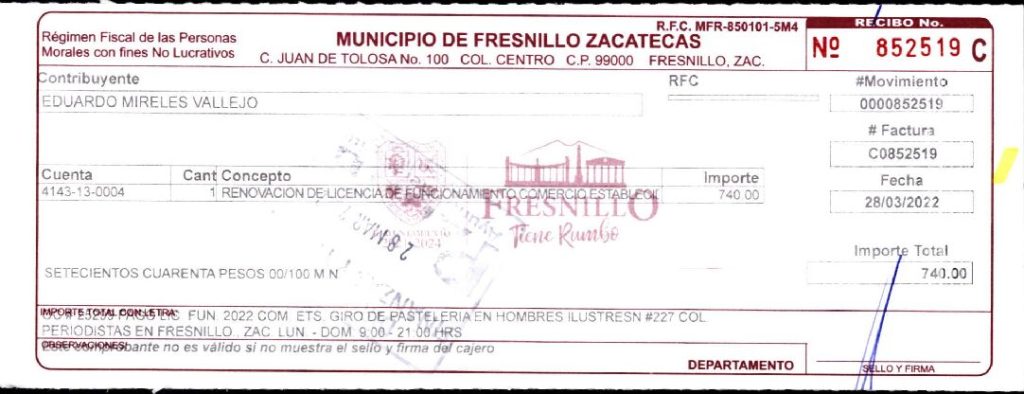 Régimen Fiscal de las Personas
Morales con fines No Lucrativos
MUNICIPIO DE FRESNILLO ZACATECAS
R.F.C. MFR-850101-5M4
C. JUAN DE TOLOSA No. 100 COL. CENTRO C.P. 99000 FRESNILLO, ZAC.
RECIBO No.
Nº 852519 C
Contribuyente
RFC
#Movimiento
EDUARDO MIRELES VALLEJO
0000852519
# Factura
C0852519
Cuenta Cant Concepto Importe
Fecha
4143-13-0004 1 RENOVACION DE LICENCIA DE FUNCIONAMIENTO COMERCIO ESTABLECI 740.00
28/03/2022
FRESNILLO
Tiene Rumbo
2024
28 MAR
Importe Total
SETECIENTOS CUARENTA PESOS 00/100 M N
740.00
IMPORTE TOTAL CON LETRA:
PAGO LIC. FUN. 2022 COM ETS. GIRO DE PASTELERIA EN HOMBRES ILUSTRESN #227 COL.
PERIODISTAS EN FRESNILLO., ZAC. LUN. - DOM. 9:00 - 21:00 HRS
OBSERVACIONES:
Este comprobante no es válido si no muestra el sello y firma del cajero
DEPARTAMENTO
SELLO Y FIRMA